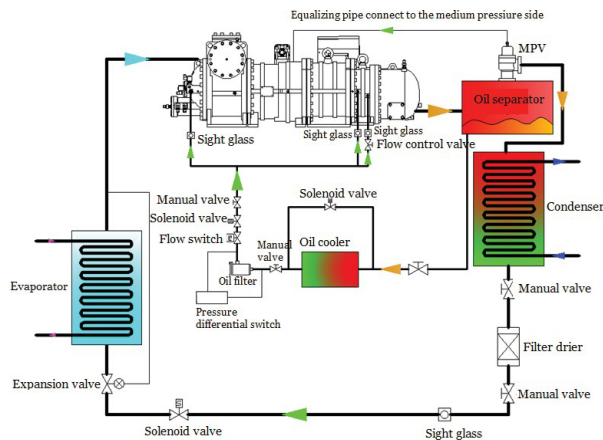 Equalizing pipe connect to the medium pressiure side
MPV
Oil separator
Sight glass
Sight glass
Sight glass
Flow control valve
Manual valve
Solenoid valve
Flow switch
Oil filter
Pressure
differential switch
Manual
valve
Solenoid valve
Oil cooler
Condenser
Evaporator
Manual valve
Filter drier
Manual valve
Expansion valve
Solenoid valve
Sight glass